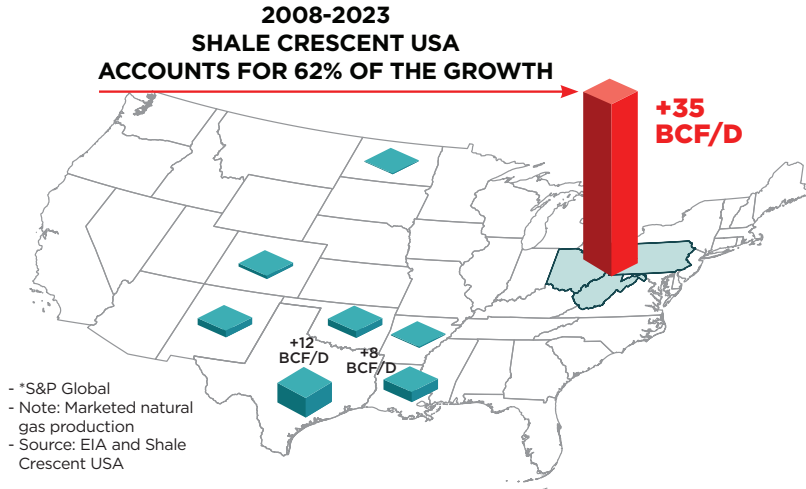 2008-2023
SHALE CRESCENT USA
ACCOUNTS FOR 62% OF THE GROWTH
+35
BCF/D
+12
BCF/D
+8
BCF/D
- *S&P Global
- Note: Marketed natural
gas production
- Source: EIA and Shale
Crescent USA